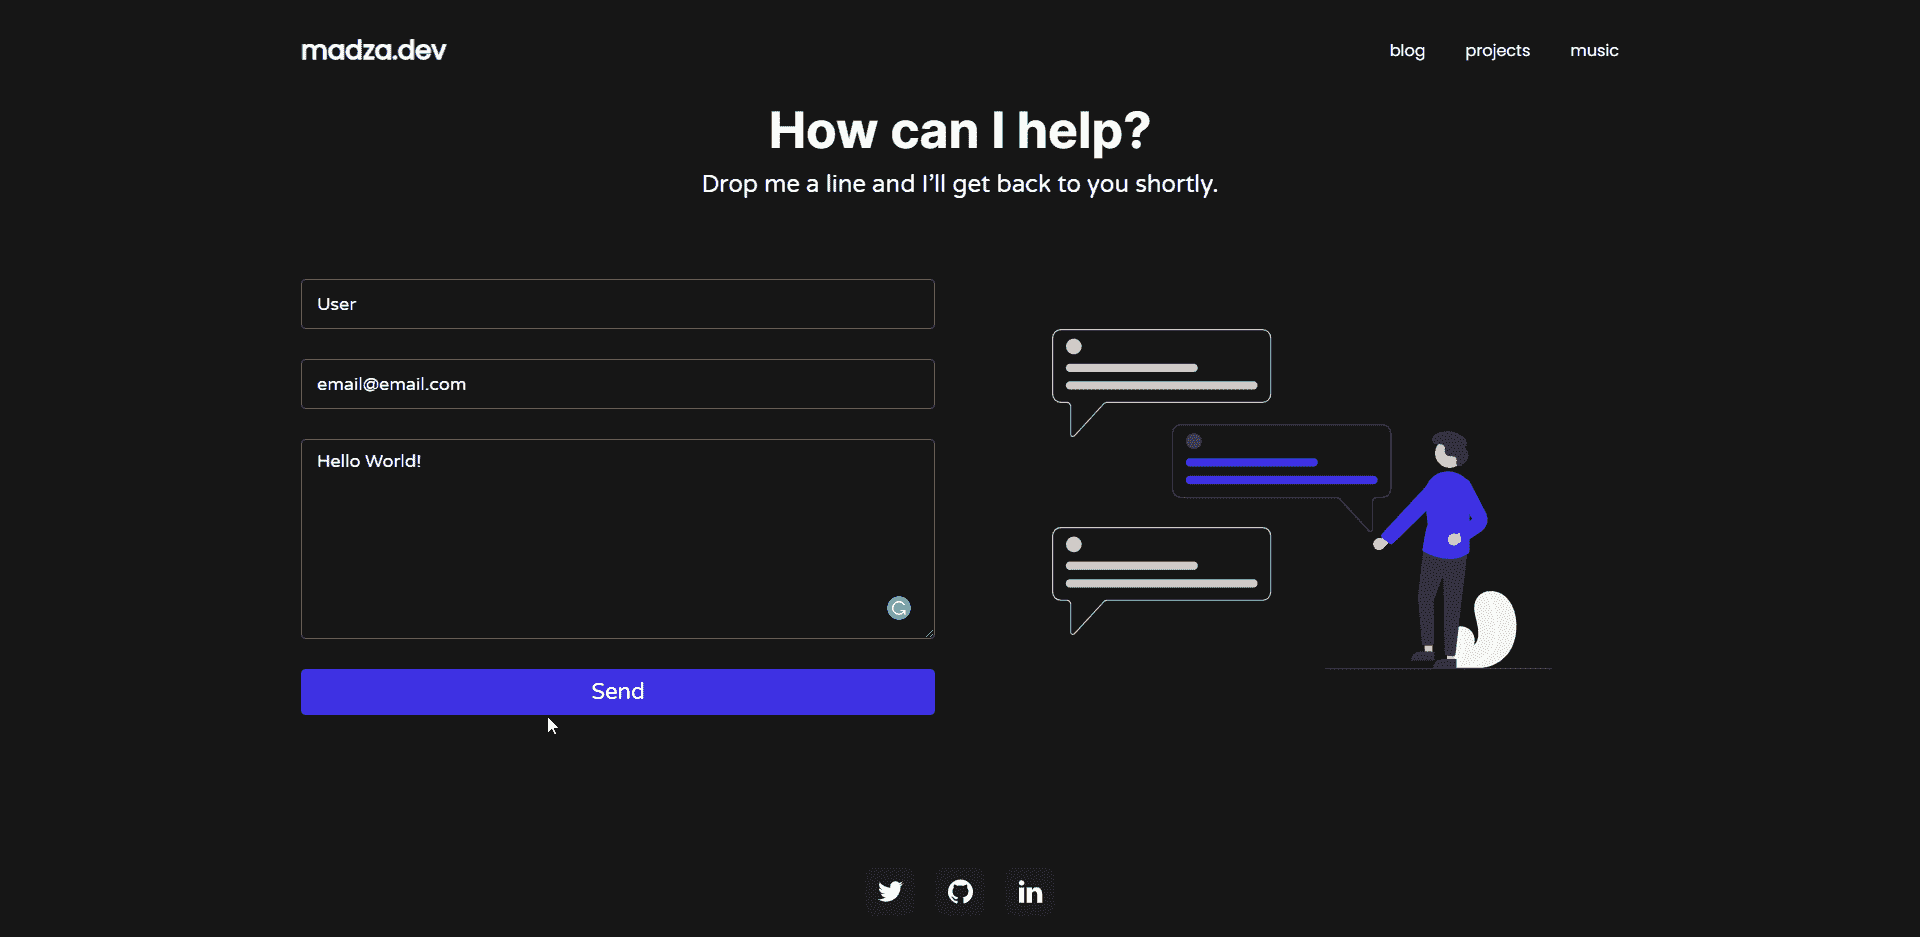 madza.dev
blog projects music
How can I help?
Drop me a line and I’ll get back to you shortly.
User
email@email.com
Hello World!
Send